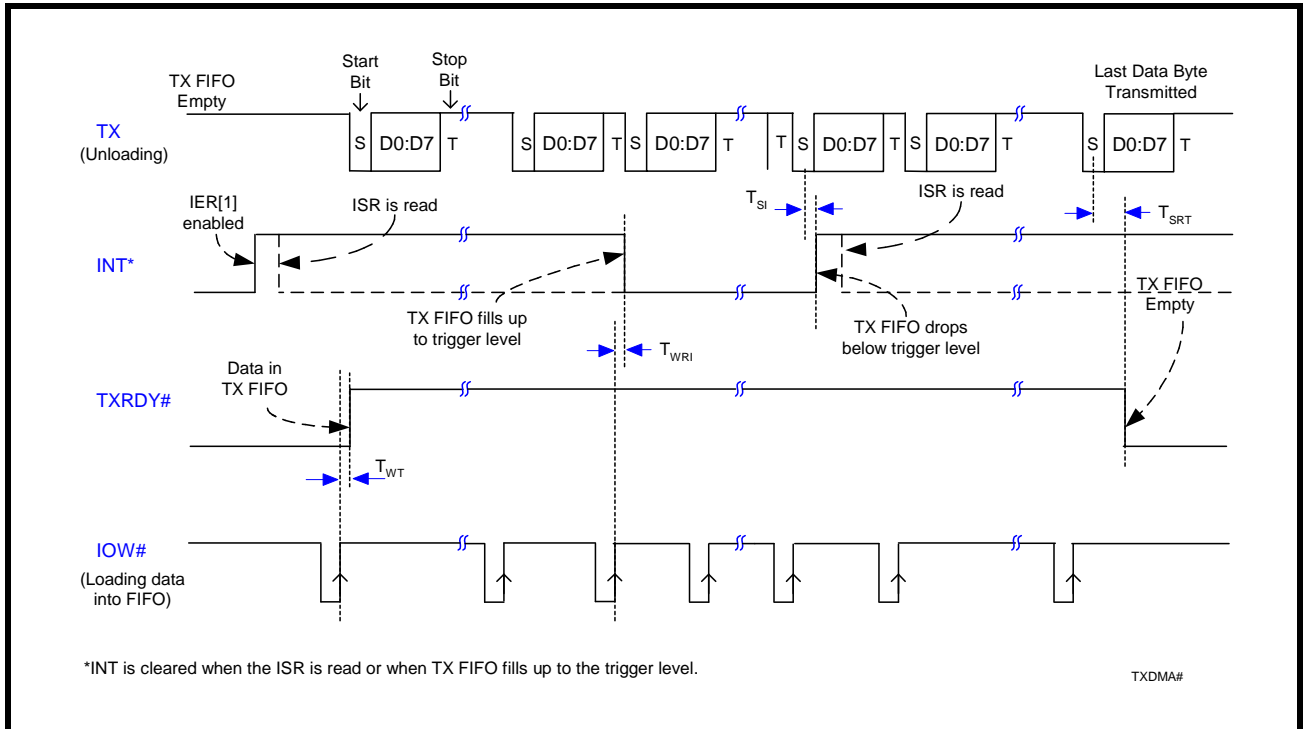 TX FIFO
Empty
Start
Bit
Stop
Bit
Last Data Byte
Transmitted
TX
(Unloading)
S D0:D7 T S D0:D7 T S D0:D7 T T S D0:D7 T S D0:D7 T S D0:D7 T
IER[1]
enabled
ISR is read
TSI
ISR is read
TSRT
INT*
TX FIFO fills up
to trigger level
TX FIFO drops
below trigger level
TX FIFO
Empty
TWRI
Data in
TX FIFO
TXRDY#
TWT
IOW#
(Loading data
into FIFO)
*INT is cleared when the ISR is read or when TX FIFO fills up to the trigger level.
TXDMA#